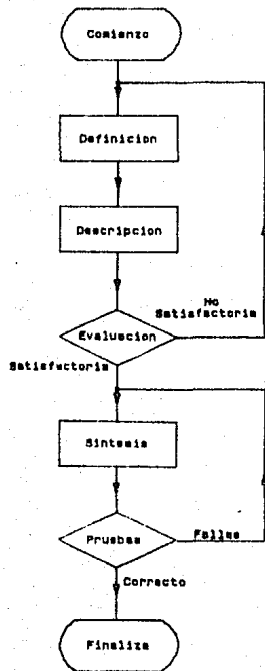 Comienzo
Definicion
Descripcion
No
Satisfactoria
Evaluacion
Satisfactoria
Sintesis
Pruebas
Fallas
Correcto
Finaliza